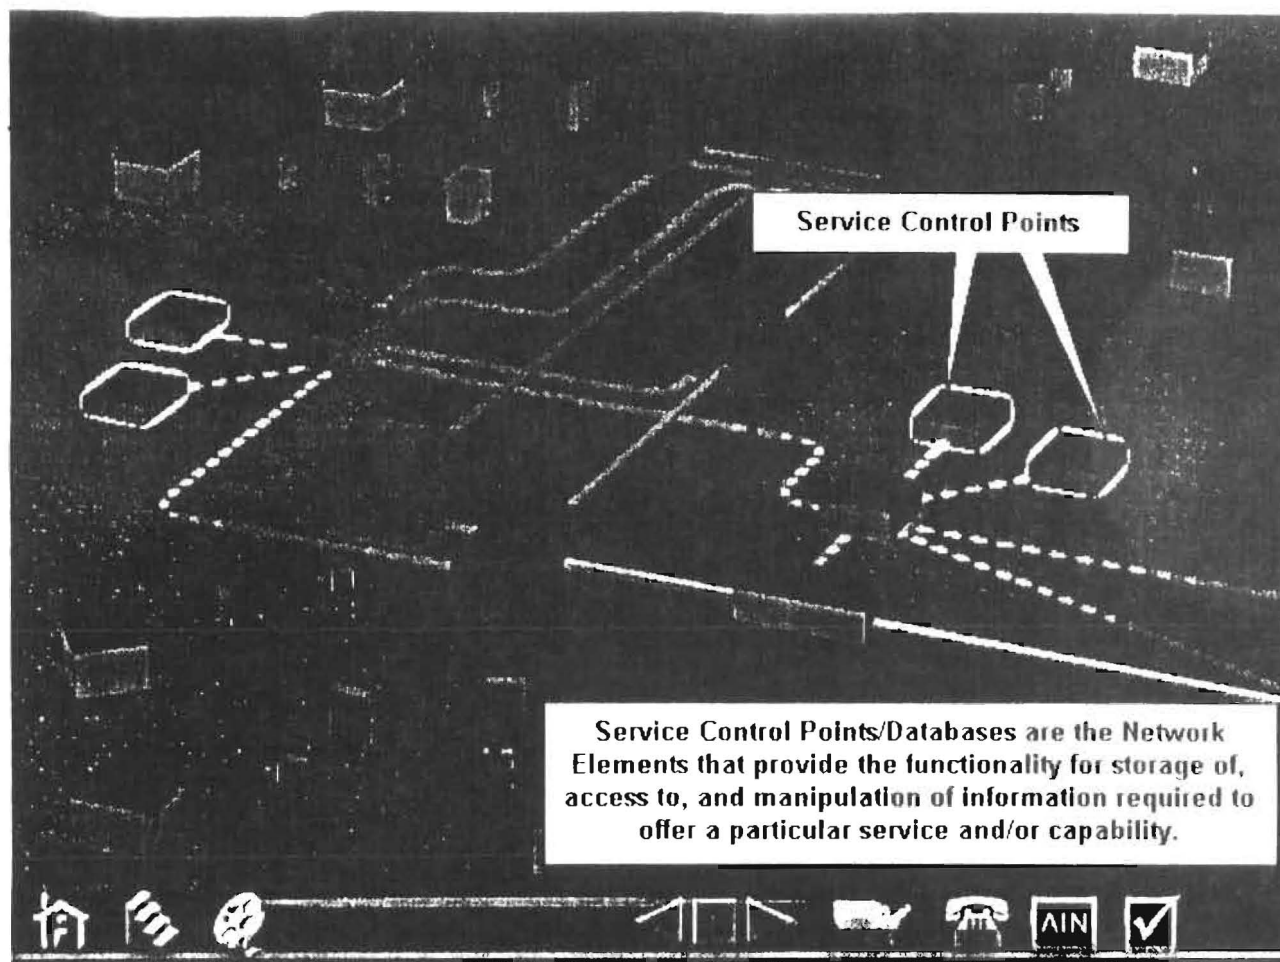 Service Control Points
Service Control Points/Databases are the Network
Elements that provide the functionality for storage of,
access to, and manipulation of information required to
offer a particular service and/or capability.
F
AIN